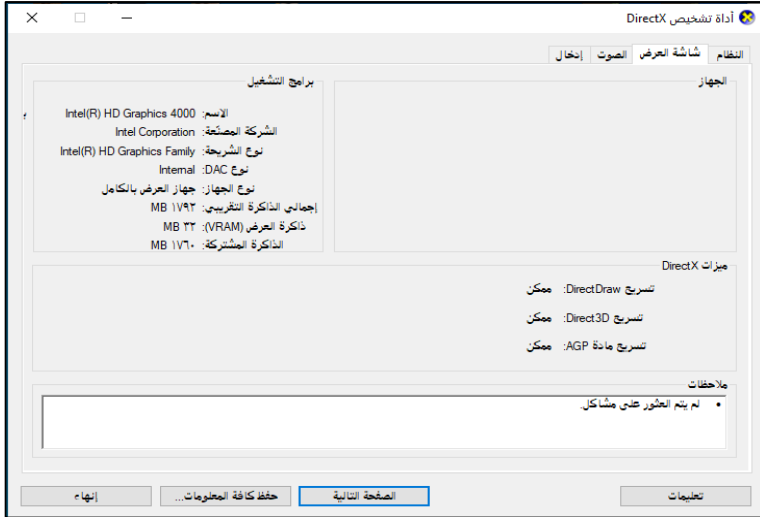 أداة تشخيص DirectX
النظام
شاشة العرض
الصوت
إدخال
الجهاز
برامج التشغيل
الاسم: Intel(R) HD Graphics 4000
الشركة المصنّعة: Intel Corporation
نوع الشريحة: Intel(R) HD Graphics Family
نوع DAC: Internal
نوع الجهاز: جهاز العرض بالكامل
إجمالي الذاكرة التقريبي: ١٧٩٢ MB
ذاكرة العرض (VRAM): ٣٢ MB
الذاكرة المشتركة: ١٧٦٠ MB
ميزات DirectX
تسريع DirectDraw: ممكن
تسريع Direct3D: ممكن
تسريع مادة AGP: ممكن
ملاحظات
• لم يتم العثور على مشاكل.
تعليمات
الصفحة التالية
حفظ كافة المعلومات...
إنهاء